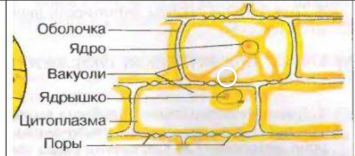 Оболочка
Ядро
Вакуоли
Ядрышко
Цитоплазма
Поры